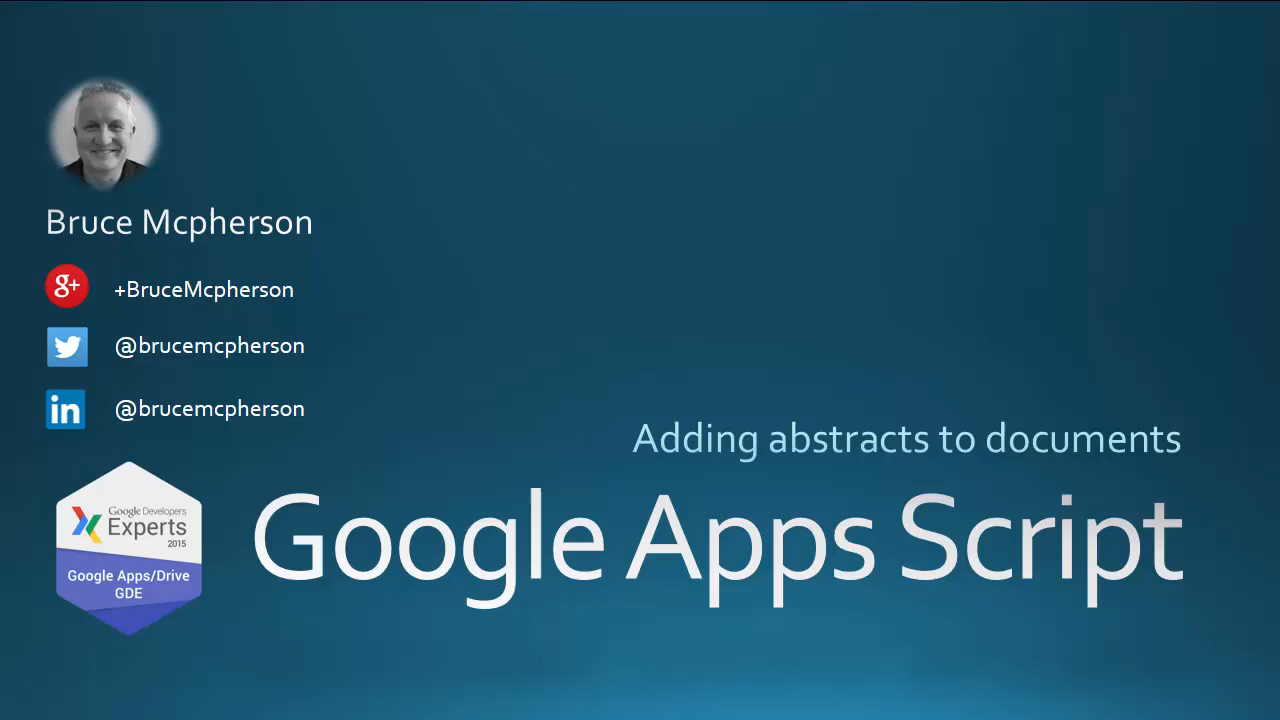 Bruce Mcpherson
g+ +BruceMcpherson
@brucemcpherson
in @brucemcpherson
Adding abstracts to documents
Google Developers
Experts
2015
Google Apps/Drive
GDE
Google Apps Script